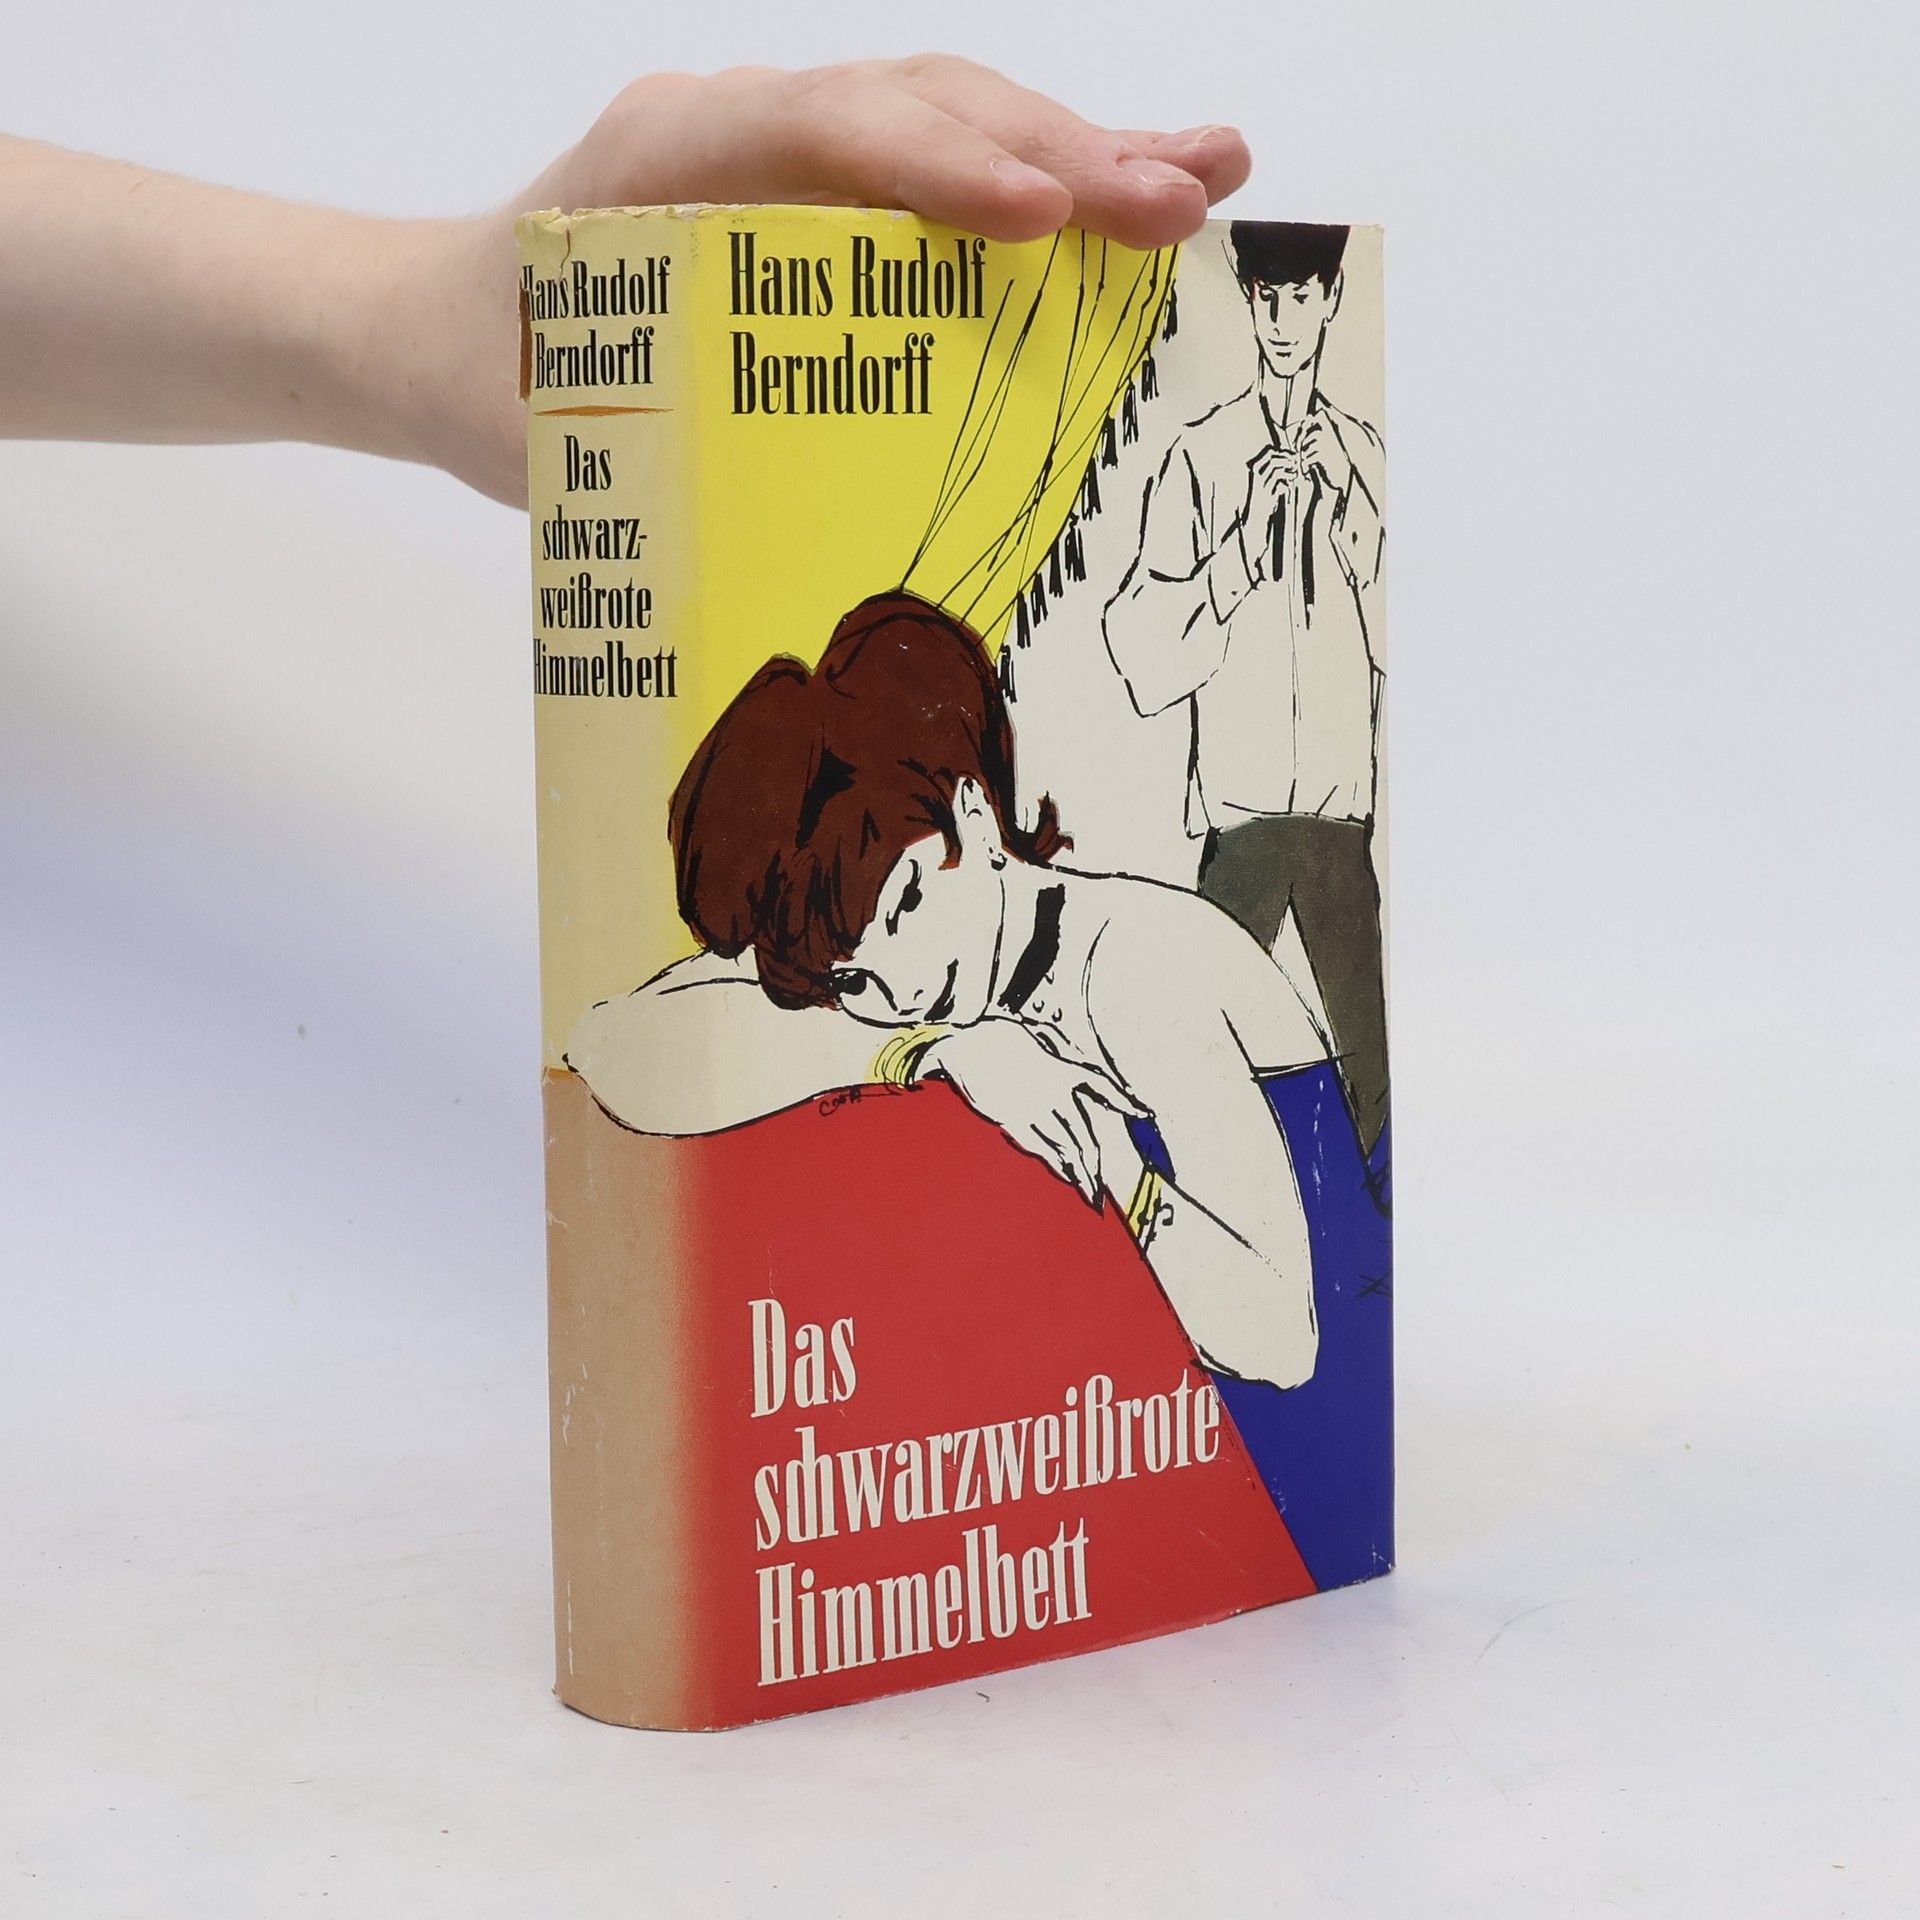 Hans Rudolf
Berndorff
Das
schwarz-
weißrote
Himmelbett
Hans Rudolf
Berndorff
Das
schwarzweißrote
Himmelbett